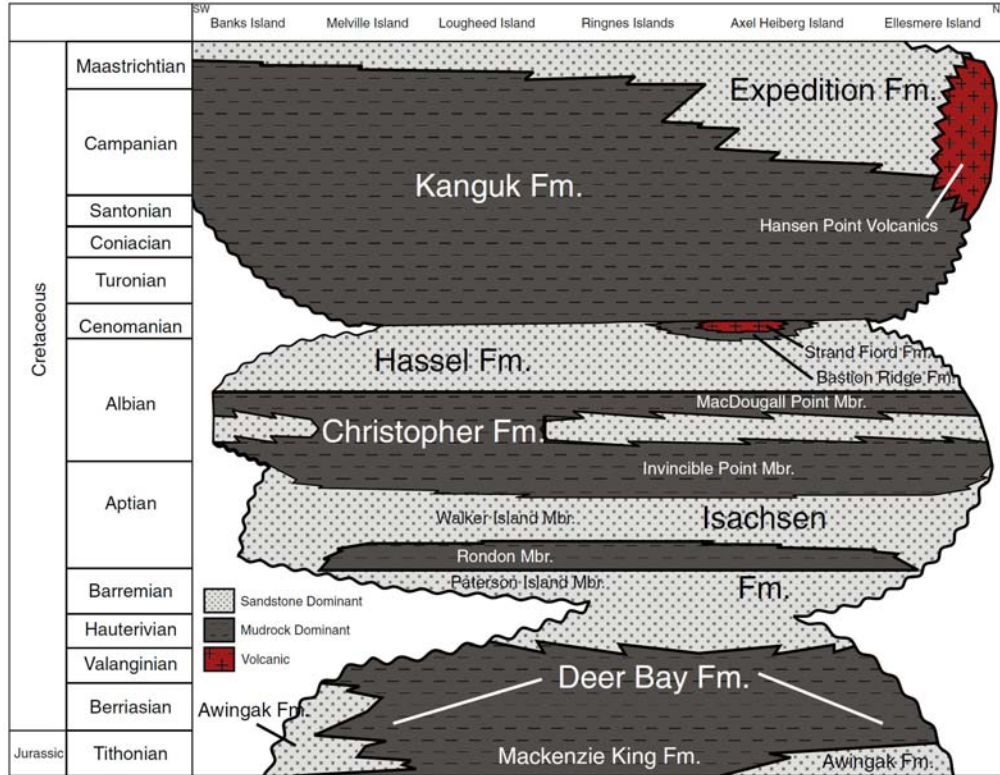 SW
N
Banks Island
Melville Island
Lougheed Island
Ringnes Islands
Axel Heiberg Island
Ellesmere Island
Cretaceous
Jurassic
Maastrichtian
Campanian
Santonian
Coniacian
Turonian
Cenomanian
Albian
Aptian
Barremian
Hauterivian
Valanginian
Berriasian
Tithonian
Expedition Fm.
Kanguk Fm.
Hansen Point Volcanics
Strand Fiord Fm.
Hassel Fm.
Bastion Ridge Fm.
MacDougall Point Mbr.
Christopher Fm.
Invincible Point Mbr.
Walker Island Mbr.
Isachsen
Rondon Mbr.
Paterson Island Mbr.
Fm.
Sandstone Dominant
Mudrock Dominant
Volcanic
Deer Bay Fm.
Awingak Fm.
Mackenzie King Fm.
Awingak Fm.